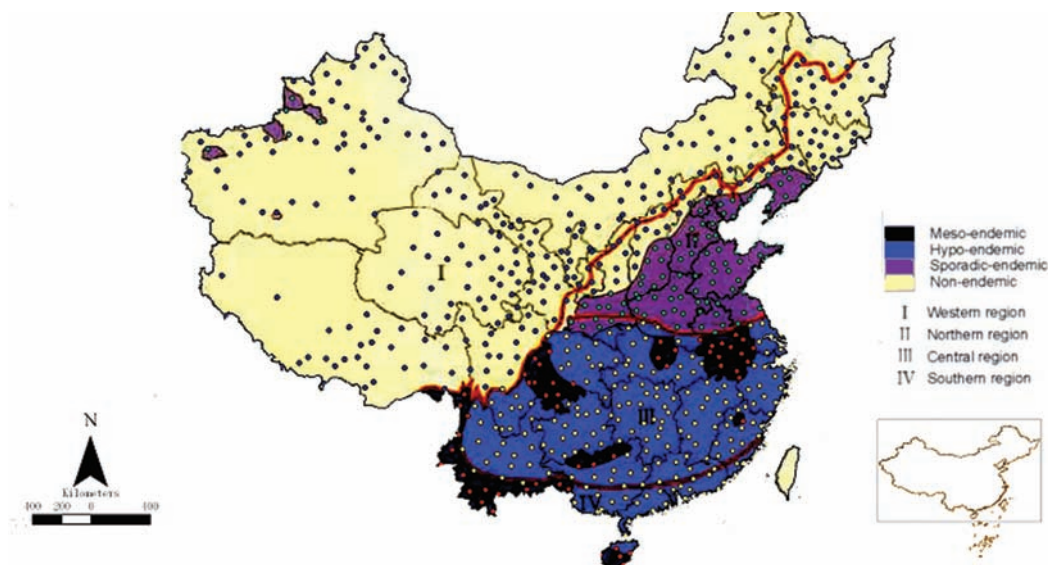 I
II
III
IV
Meso-endemic
Hypo-endemic
Sporadic-endemic
Non-endemic
I Western region
II Northern region
III Central region
IV Southern region
N
Kilometers
400 200 0 400